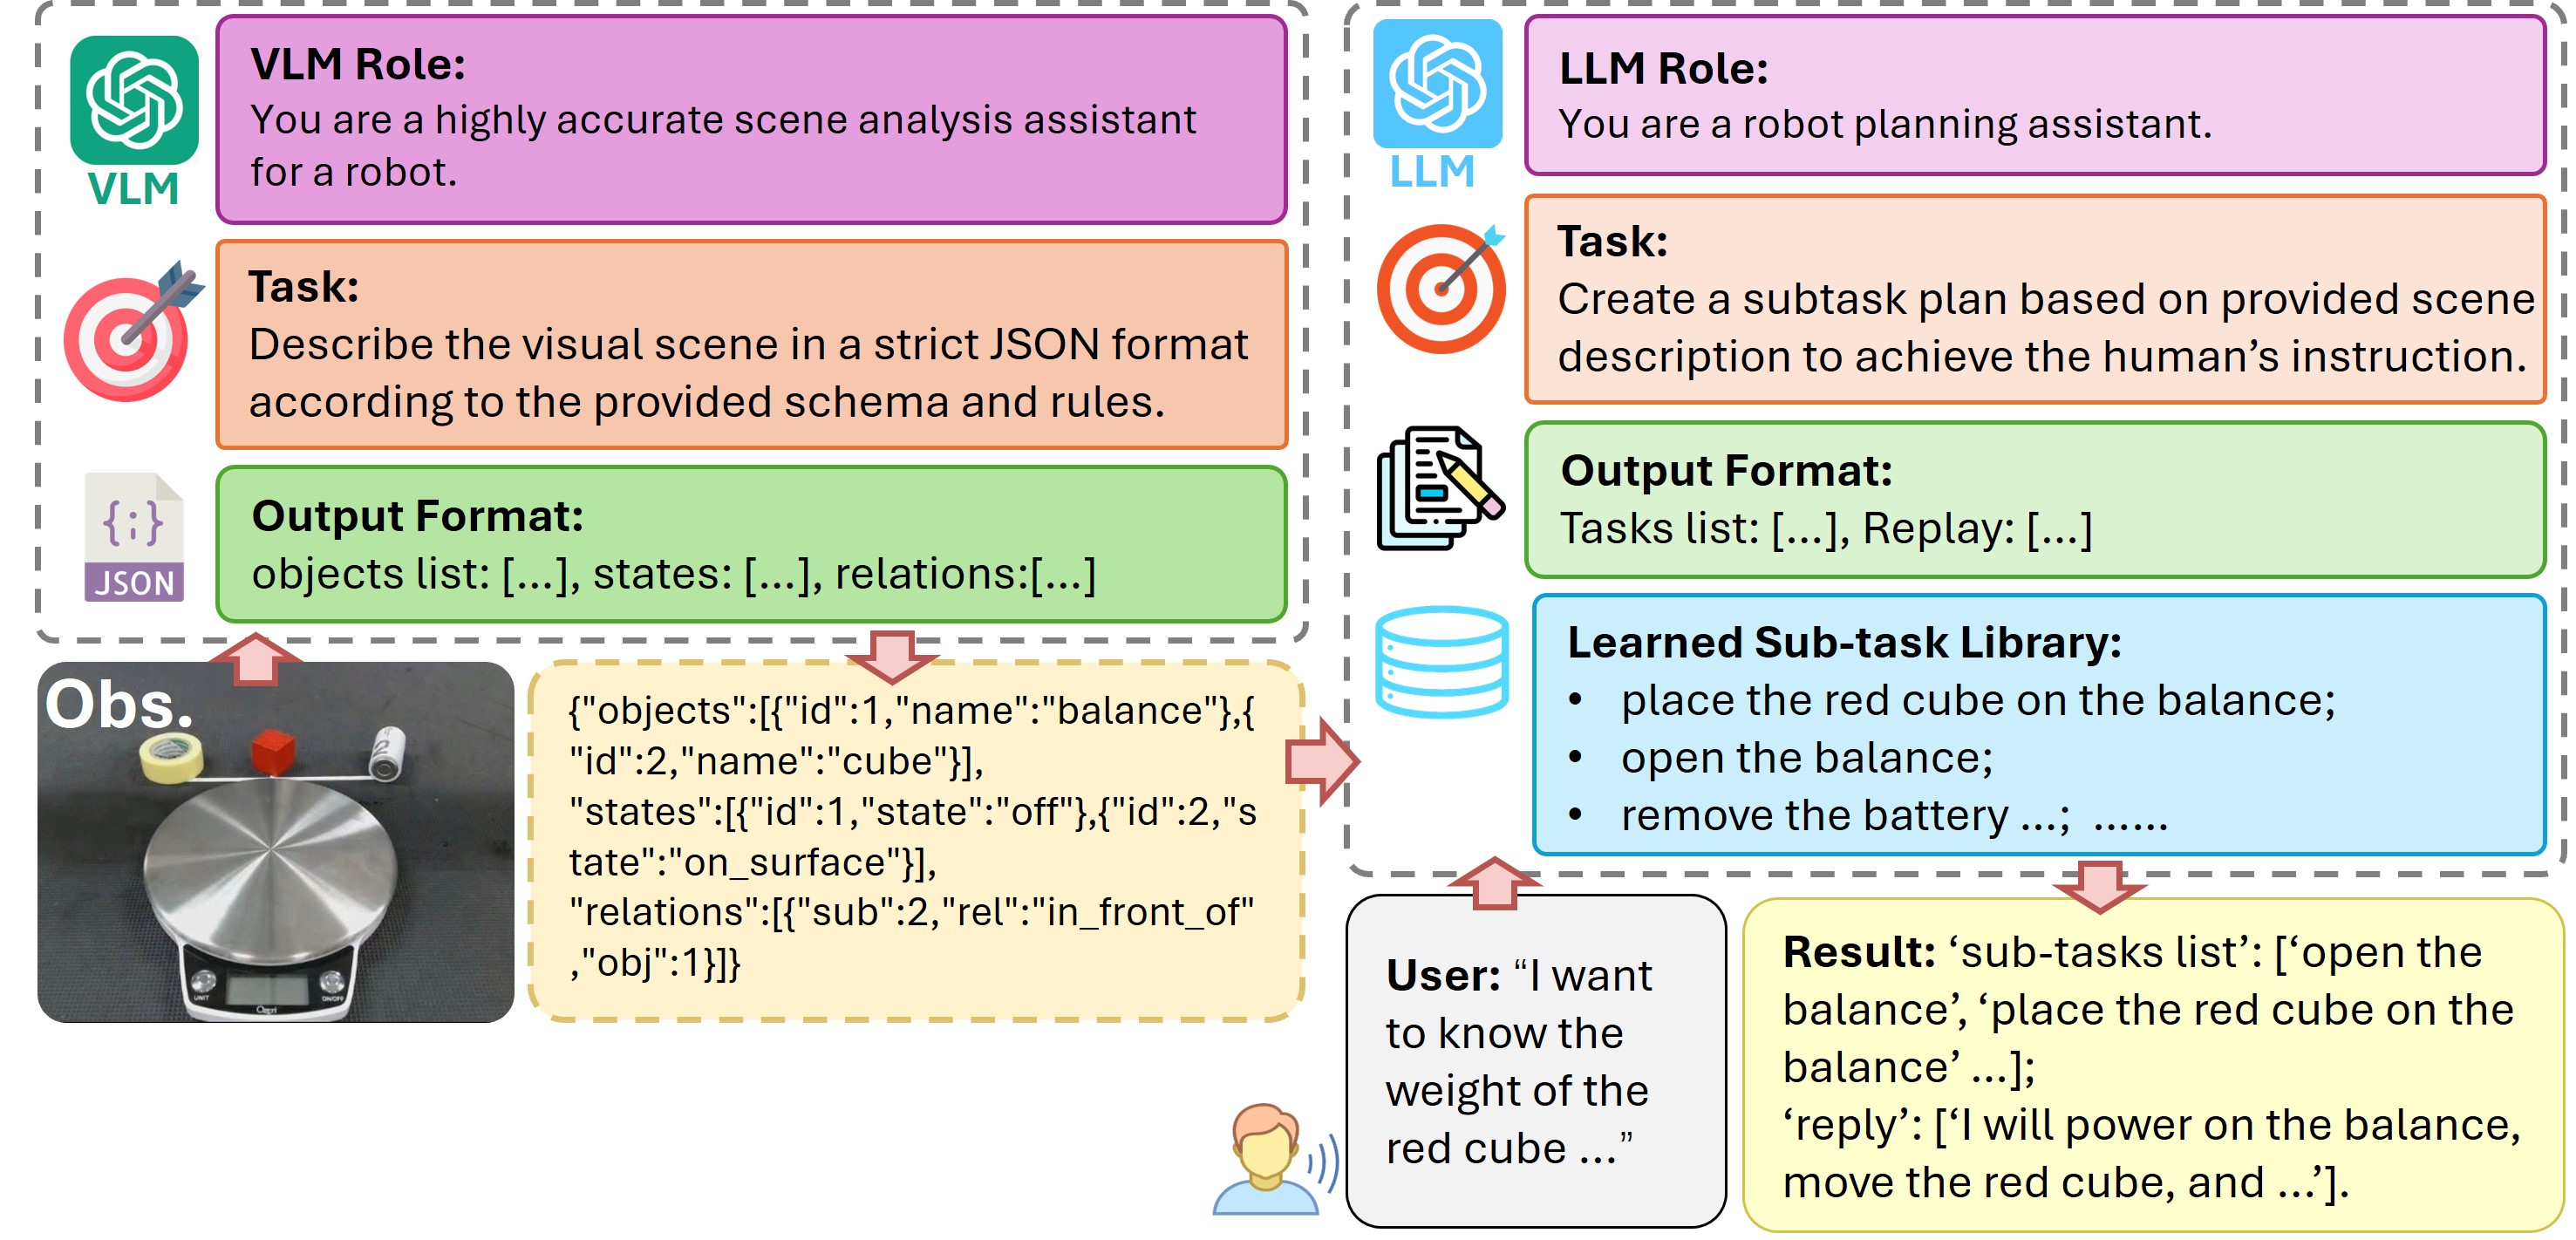 VLM
VLM Role:
You are a highly accurate scene analysis assistant
for a robot.
Task:
Describe the visual scene in a strict JSON format
according to the provided schema and rules.
{;}
JSON
Output Format:
objects list: [...], states: [...], relations:[...]
Obs.
UNIT
ON/OFF
{"objects":[{"id":1,"name":"balance"},{
"id":2,"name":"cube"}],
"states":[{"id":1,"state":"off"},{"id":2,"s
tate":"on_surface"}],
"relations":[{"sub":2,"rel":"in_front_of"
,"obj":1}]}
LLM
LLM Role:
You are a robot planning assistant.
Task:
Create a subtask plan based on provided scene
description to achieve the human’s instruction.
Output Format:
Tasks list: [...], Replay: [...]
Learned Sub-task Library:
• place the red cube on the balance;
• open the balance;
• remove the battery ...; ......
User: “I want
to know the
weight of the
red cube ...”
Result: ‘sub-tasks list’: [‘open the
balance’, ‘place the red cube on the
balance’ ...];
‘reply’: [‘I will power on the balance,
move the red cube, and ...’].